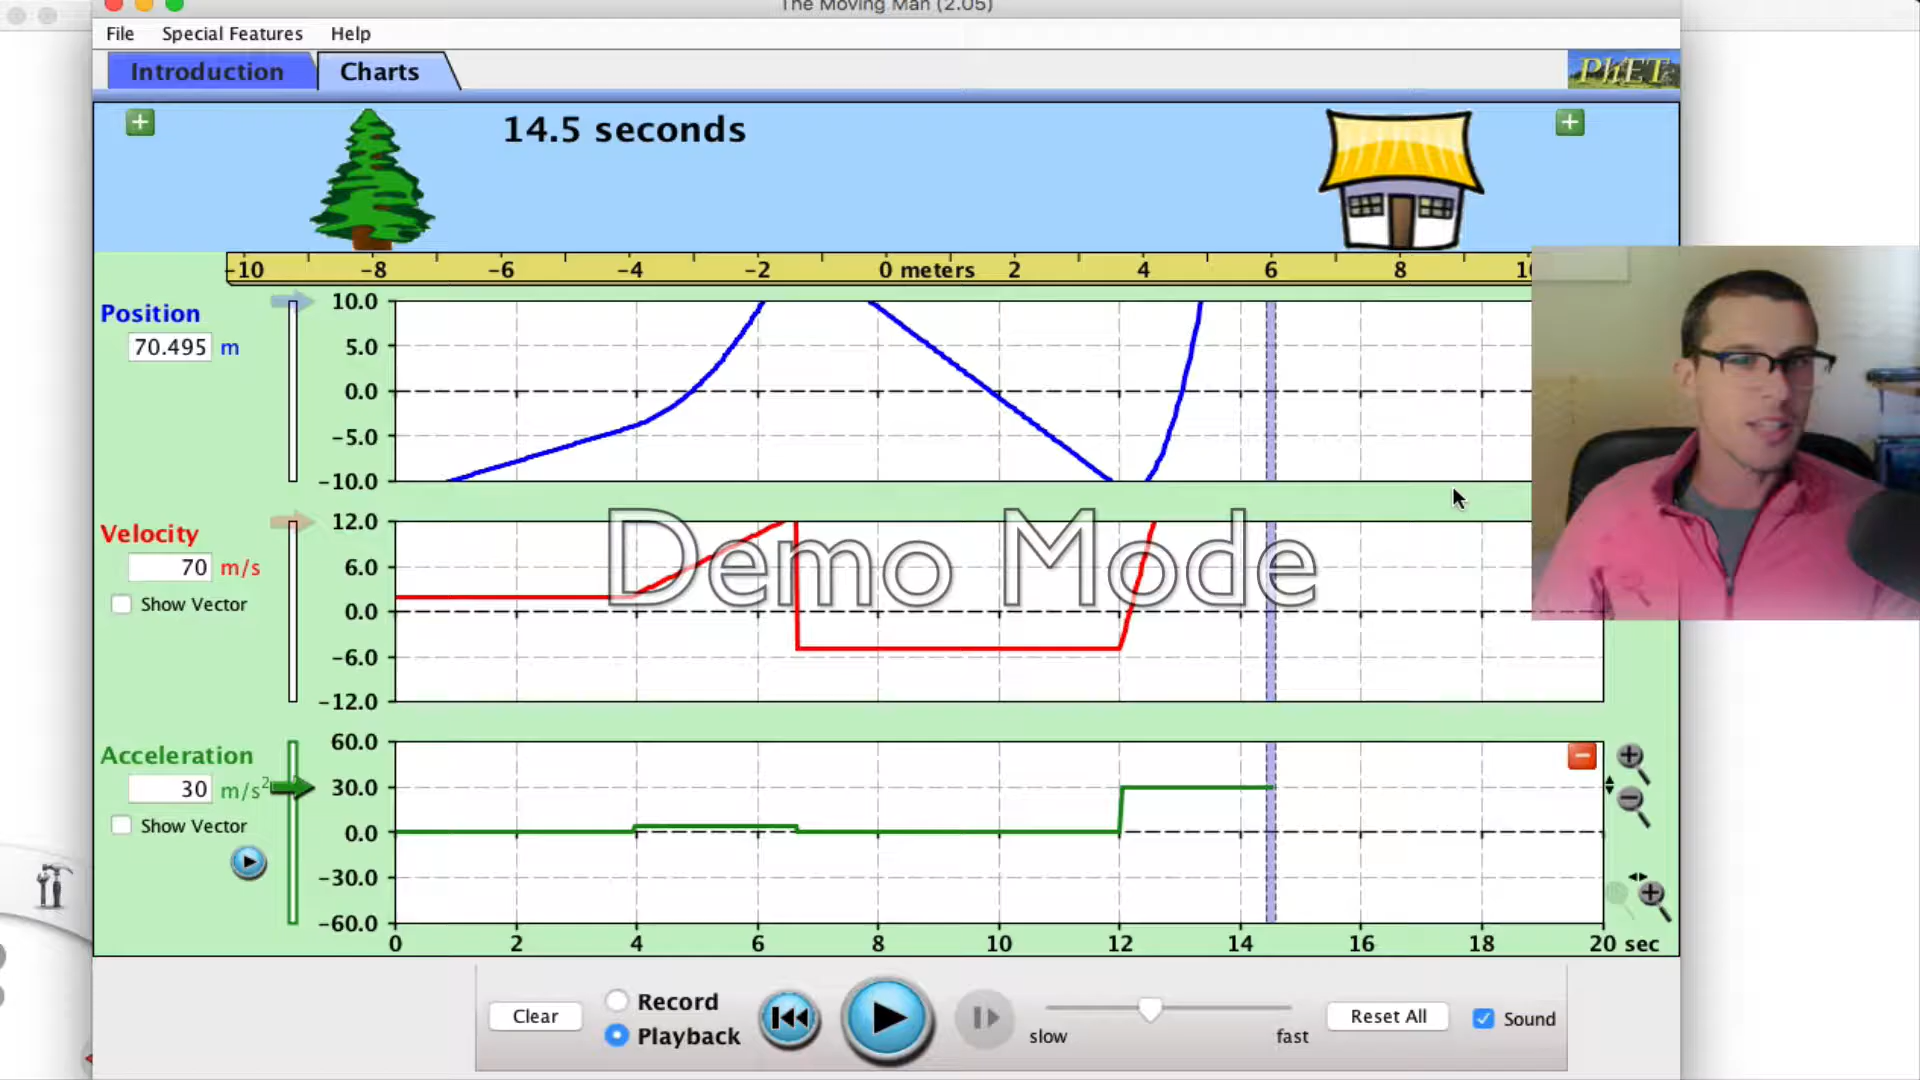 The Moving Man (2.05)
File Special Features Help
Introduction Charts
PhET
14.5 seconds
-10 -8 -6 -4 -2 0 meters 2 4 6 8
Position
70.495 m
10.0
5.0
0.0
-5.0
-10.0
Demo Mode
Velocity
70 m/s
Show Vector
12.0
6.0
0.0
-6.0
-12.0
Acceleration
30 m/s²
Show Vector
60.0
30.0
0.0
-30.0
-60.0
0 2 4 6 8 10 12 14 16 18 20 sec
Clear
Record
Playback
slow fast
Reset All
Sound